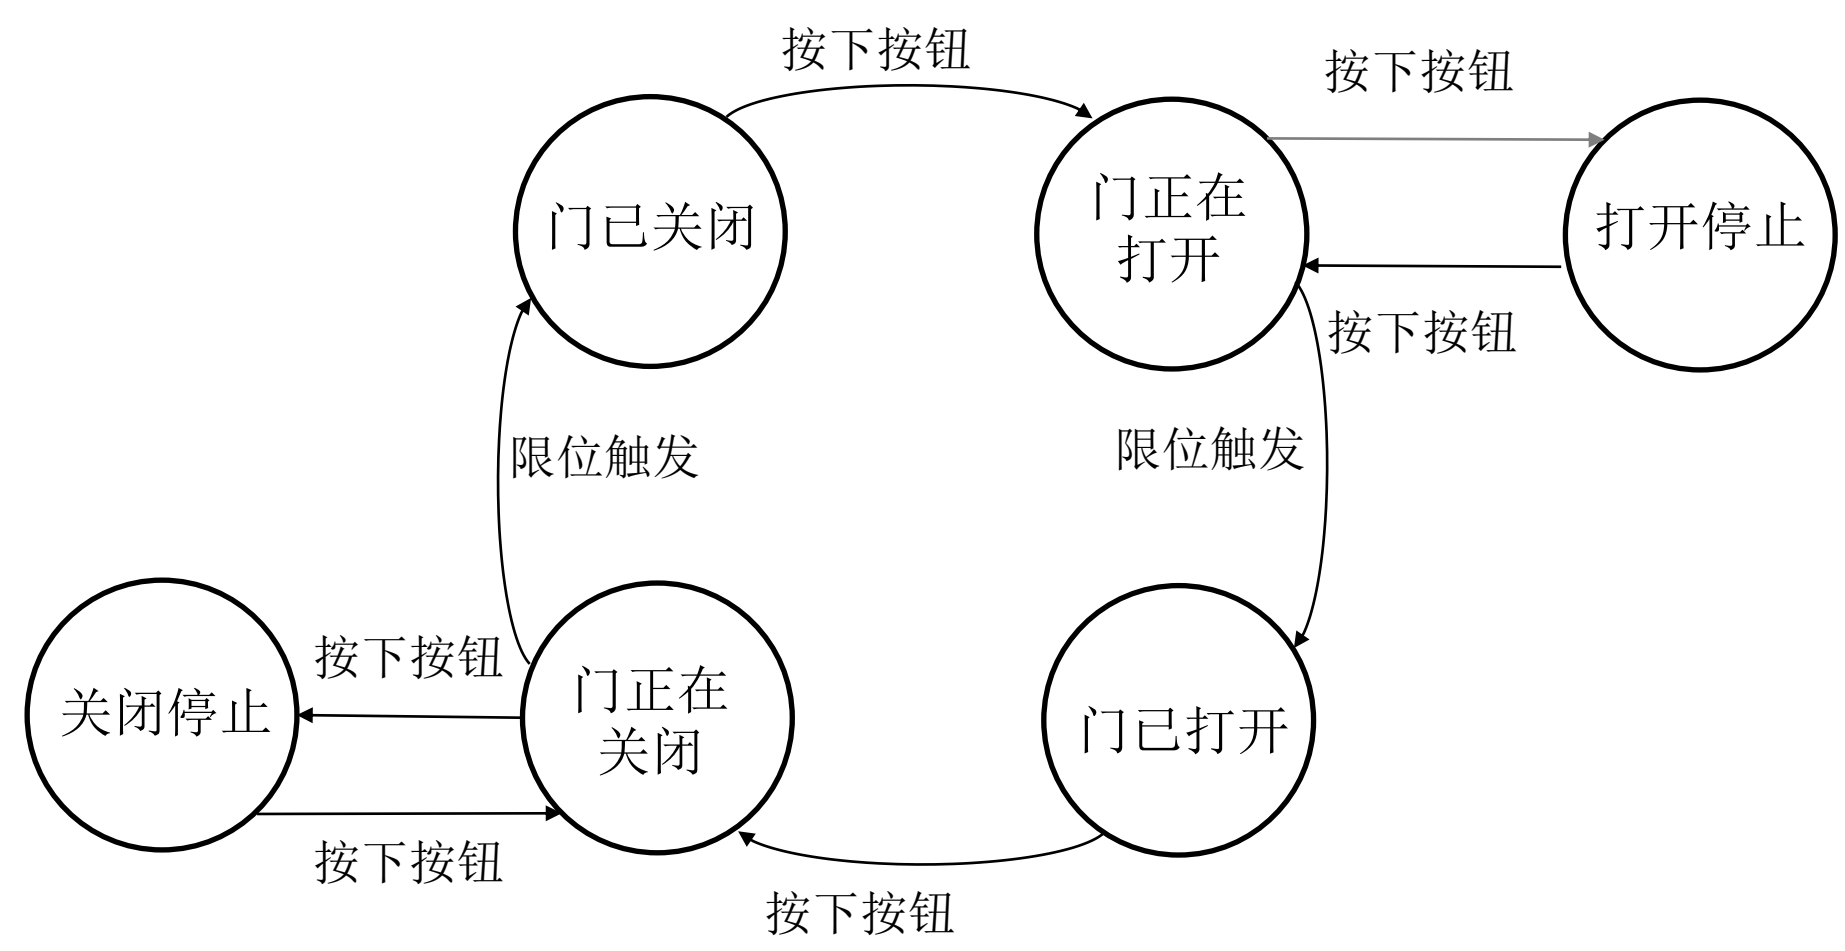 按下按钮
按下按钮
门已关闭
门正在
打开
打开停止
按下按钮
限位触发
限位触发
按下按钮
关闭停止
门正在
关闭
门已打开
按下按钮
按下按钮